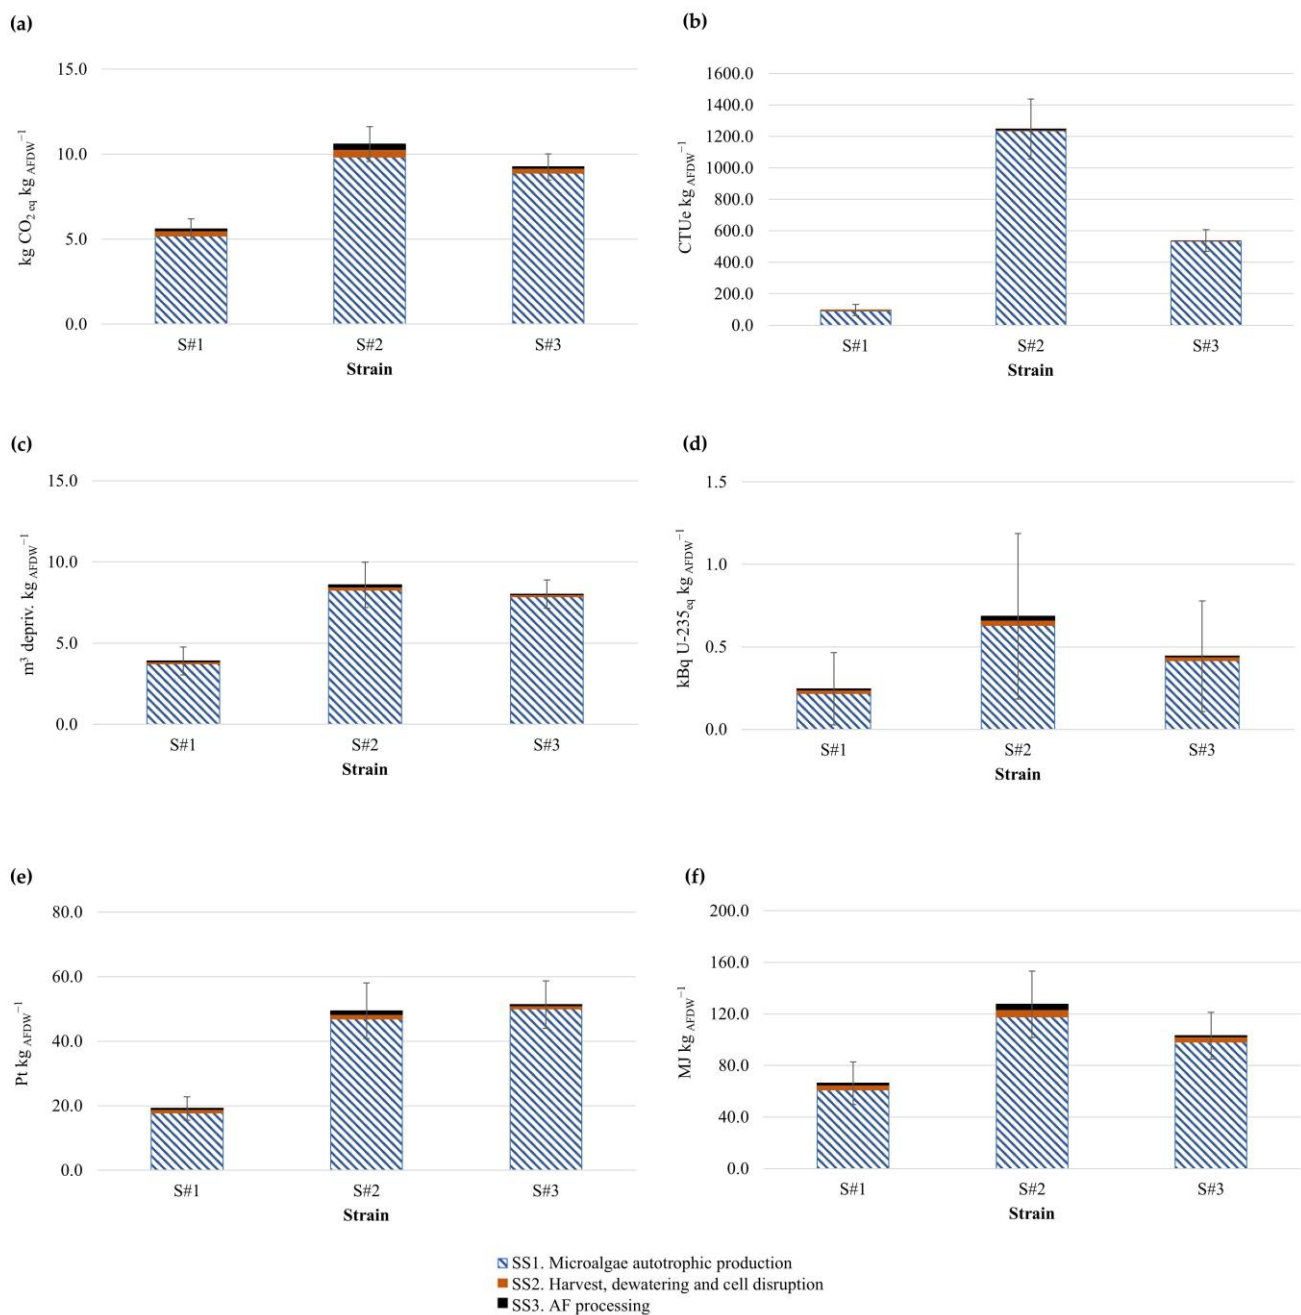 (a)
15.0
10.0
5.0
0.0
kg CO2 eq kg AFDW−1
S#1 S#2 S#3
Strain
(b)
1600.0
1400.0
1200.0
1000.0
800.0
600.0
400.0
200.0
0.0
CTUe kg AFDW−1
S#1 S#2 S#3
Strain
(c)
15.0
10.0
5.0
0.0
m³ depriv. kg AFDW−1
S#1 S#2 S#3
Strain
(d)
1.5
1.0
0.5
0.0
kBq U-235eq kg AFDW−1
S#1 S#2 S#3
Strain
(e)
80.0
60.0
40.0
20.0
0.0
Pt kg AFDW−1
S#1 S#2 S#3
Strain
(f)
200.0
160.0
120.0
80.0
40.0
0.0
MJ kg AFDW−1
S#1 S#2 S#3
Strain
SS1. Microalgae autotrophic production
SS2. Harvest, dewatering and cell disruption
SS3. AF processing